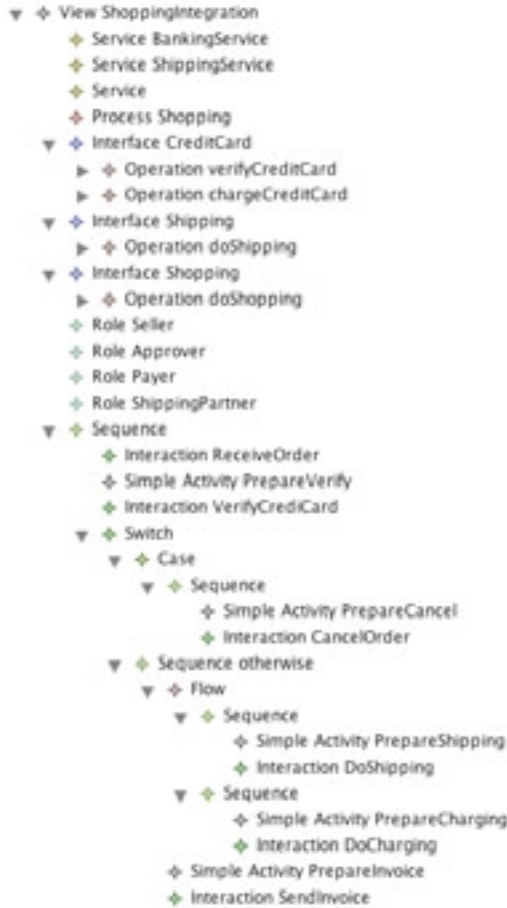 View ShoppingIntegration
Service BankingService
Service ShippingService
Service
Process Shopping
Interface CreditCard
Operation verifyCreditCard
Operation chargeCreditCard
Interface Shipping
Operation doShipping
Interface Shopping
Operation doShopping
Role Seller
Role Approver
Role Payer
Role ShippingPartner
Sequence
Interaction ReceiveOrder
Simple Activity PrepareVerify
Interaction VerifyCrediCard
Switch
Case
Sequence
Simple Activity PrepareCancel
Interaction CancelOrder
Sequence otherwise
Flow
Sequence
Simple Activity PrepareShipping
Interaction DoShipping
Sequence
Simple Activity PrepareCharging
Interaction DoCharging
Simple Activity PrepareInvoice
Interaction SendInvoice